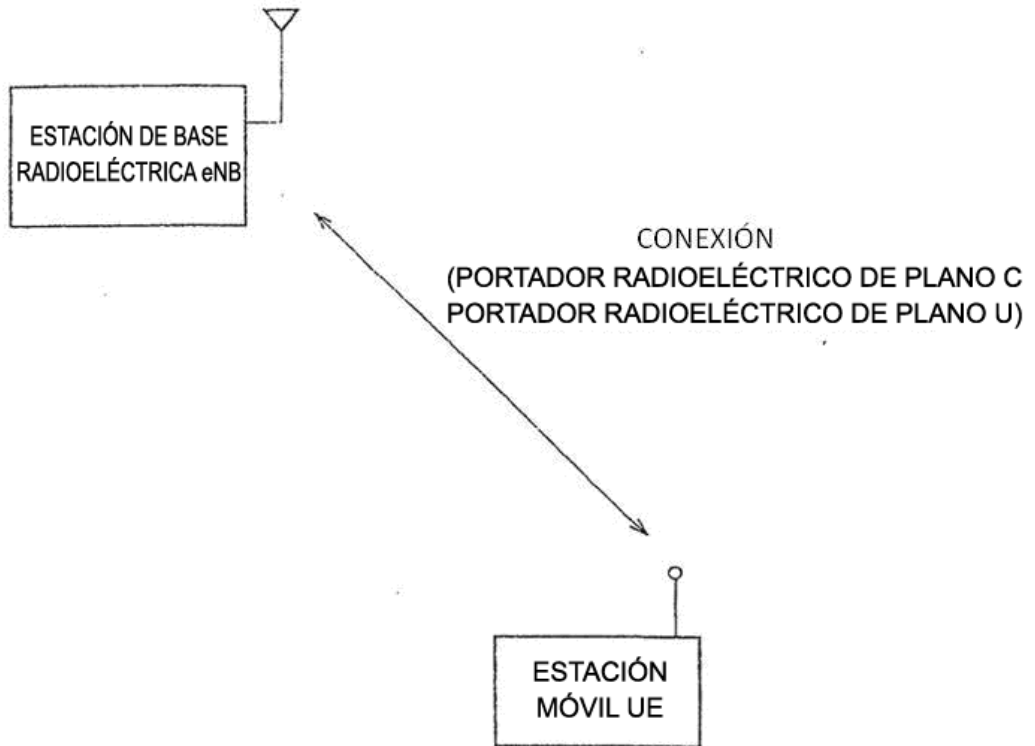 ESTACIÓN DE BASE
RADIOELÉCTRICA eNB
CONEXIÓN
(PORTADOR RADIOELÉCTRICO DE PLANO C
PORTADOR RADIOELÉCTRICO DE PLANO U)
ESTACIÓN
MÓVIL UE